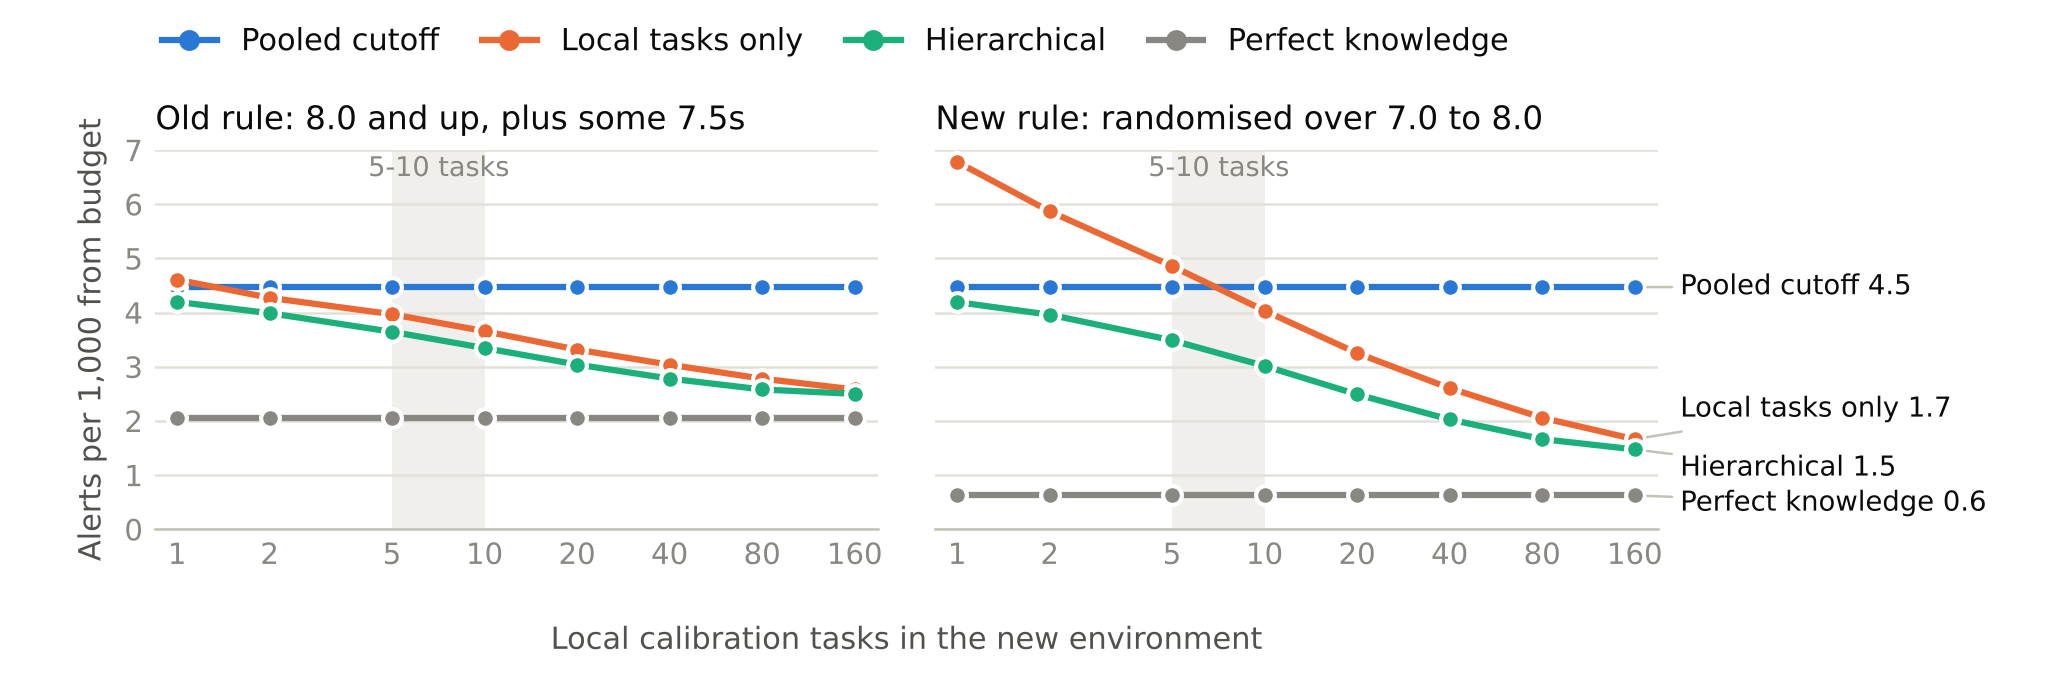 Pooled cutoff Local tasks only Hierarchical Perfect knowledge
Old rule: 8.0 and up, plus some 7.5s
New rule: randomised over 7.0 to 8.0
Alerts per 1,000 from budget
7
6
5
4
3
2
1
0
5-10 tasks
5-10 tasks
1 2 5 10 20 40 80 160
1 2 5 10 20 40 80 160
Pooled cutoff 4.5
Local tasks only 1.7
Hierarchical 1.5
Perfect knowledge 0.6
Local calibration tasks in the new environment